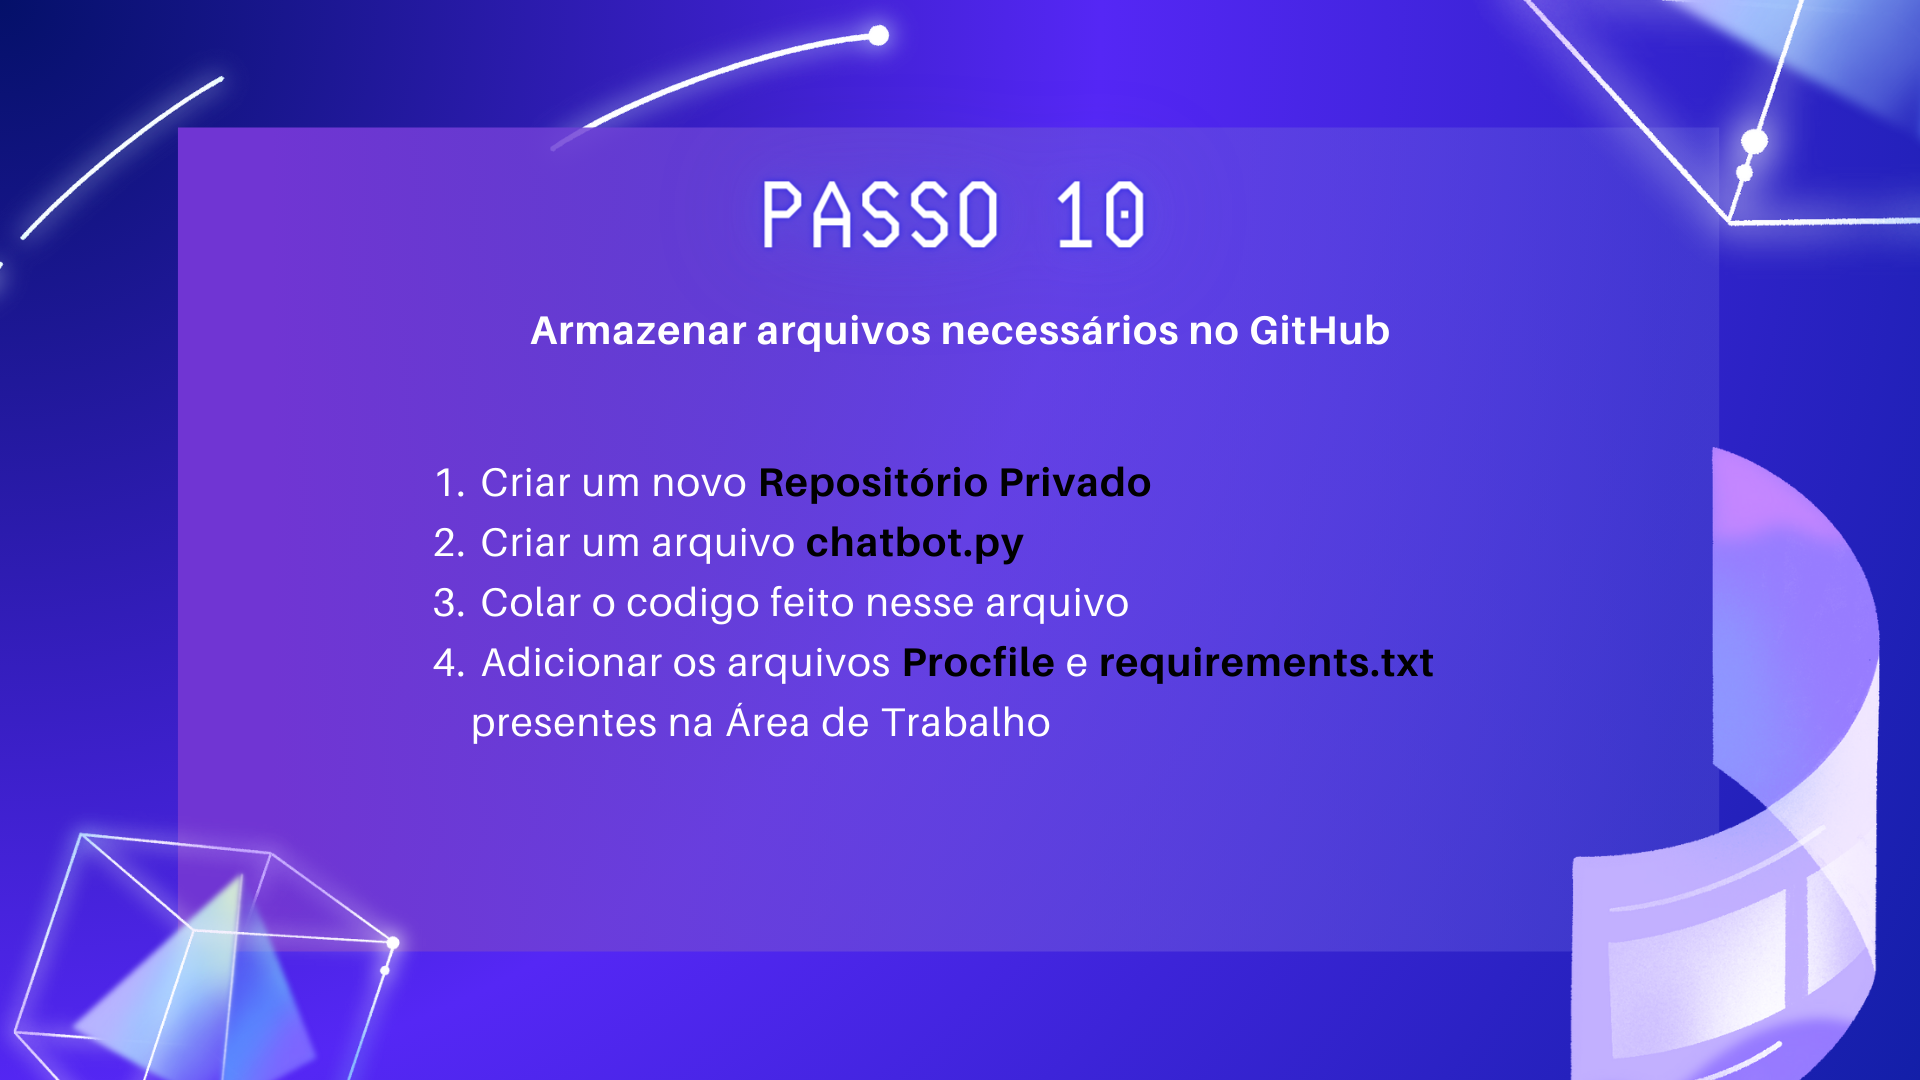 PASSO 10
Armazenar arquivos necessários no GitHub
1. Criar um novo Repositório Privado
2. Criar um arquivo chatbot.py
3. Colar o codigo feito nesse arquivo
4. Adicionar os arquivos Procfile e requirements.txt
presentes na Área de Trabalho